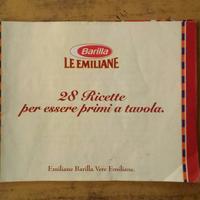 Barilla
LE EMILIANE
28 Ricette
per essere primi a tavola.
Emiliane Barilla Vere Emiliane.